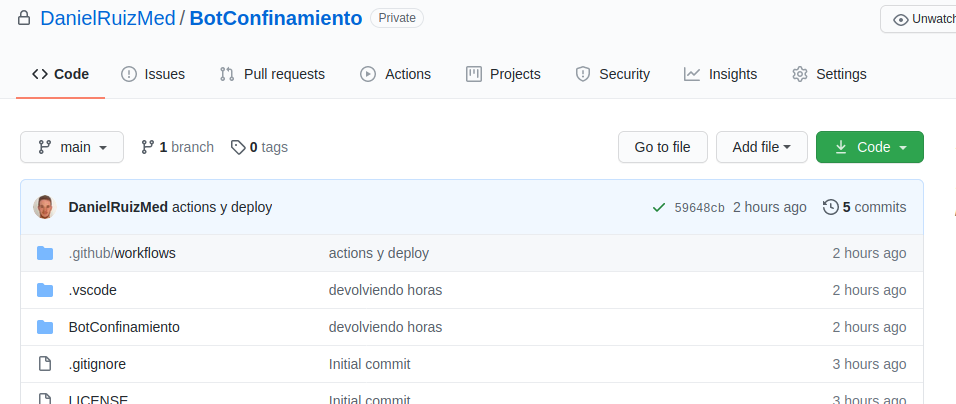 DanielRuizMed / BotConfinamiento Private Unwatch
Code Issues Pull requests Actions Projects Security Insights Settings
main 1 branch 0 tags Go to file Add file Code
DanielRuizMed actions y deploy 59648cb 2 hours ago 5 commits
.github/workflows actions y deploy 2 hours ago
.vscode devolviendo horas 2 hours ago
BotConfinamiento devolviendo horas 2 hours ago
.gitignore Initial commit 3 hours ago
LICENSE Initial commit 3 hours ago